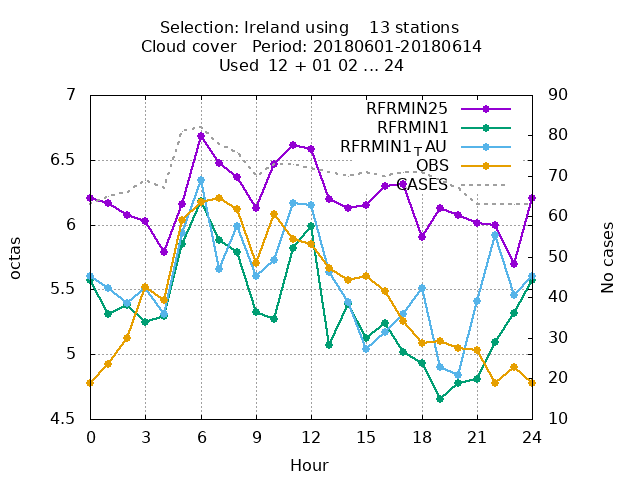 Selection: Ireland using    13 stations
Cloud cover   Period: 20180601-20180614
Used  12 + 01 02 ... 24
7
6.5
6
5.5
5
4.5
octas
90
80
70
60
50
40
30
20
10
No cases
RFRMIN25
RFRMIN1
RFRMIN1TAU
OBS
CASES
0 3 6 9 12 15 18 21 24
Hour